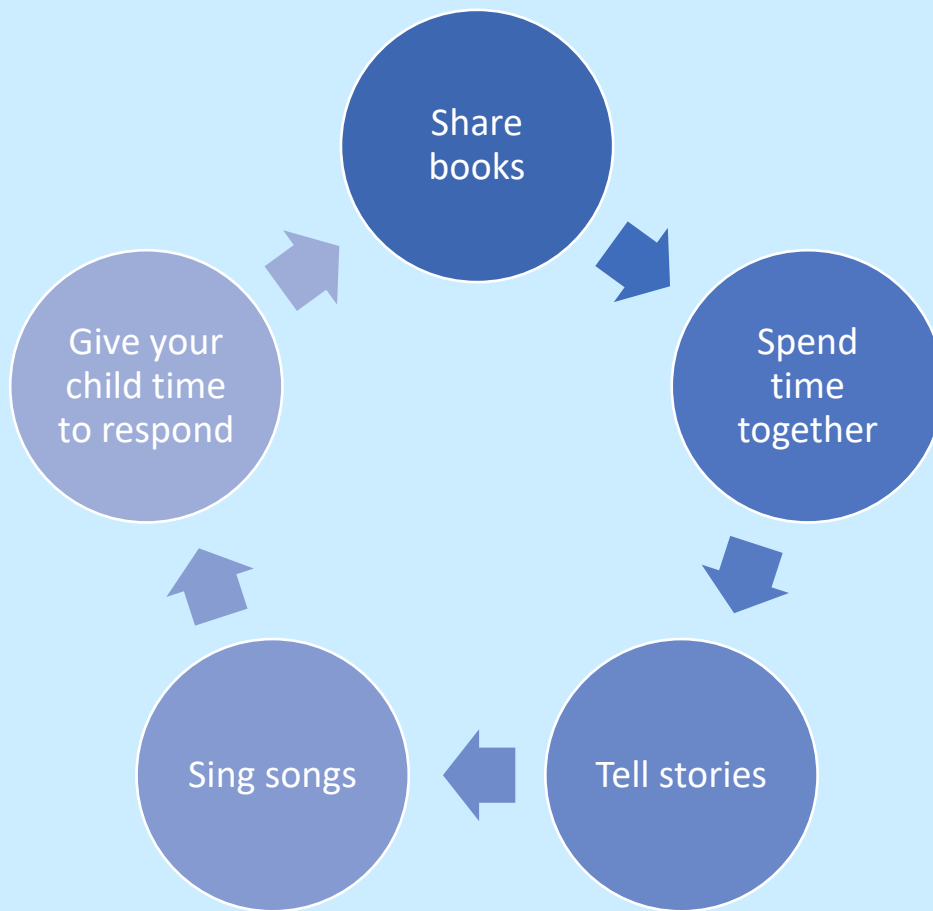 Share
books
Spend
time
together
Tell stories
Sing songs
Give your
child time
to respond